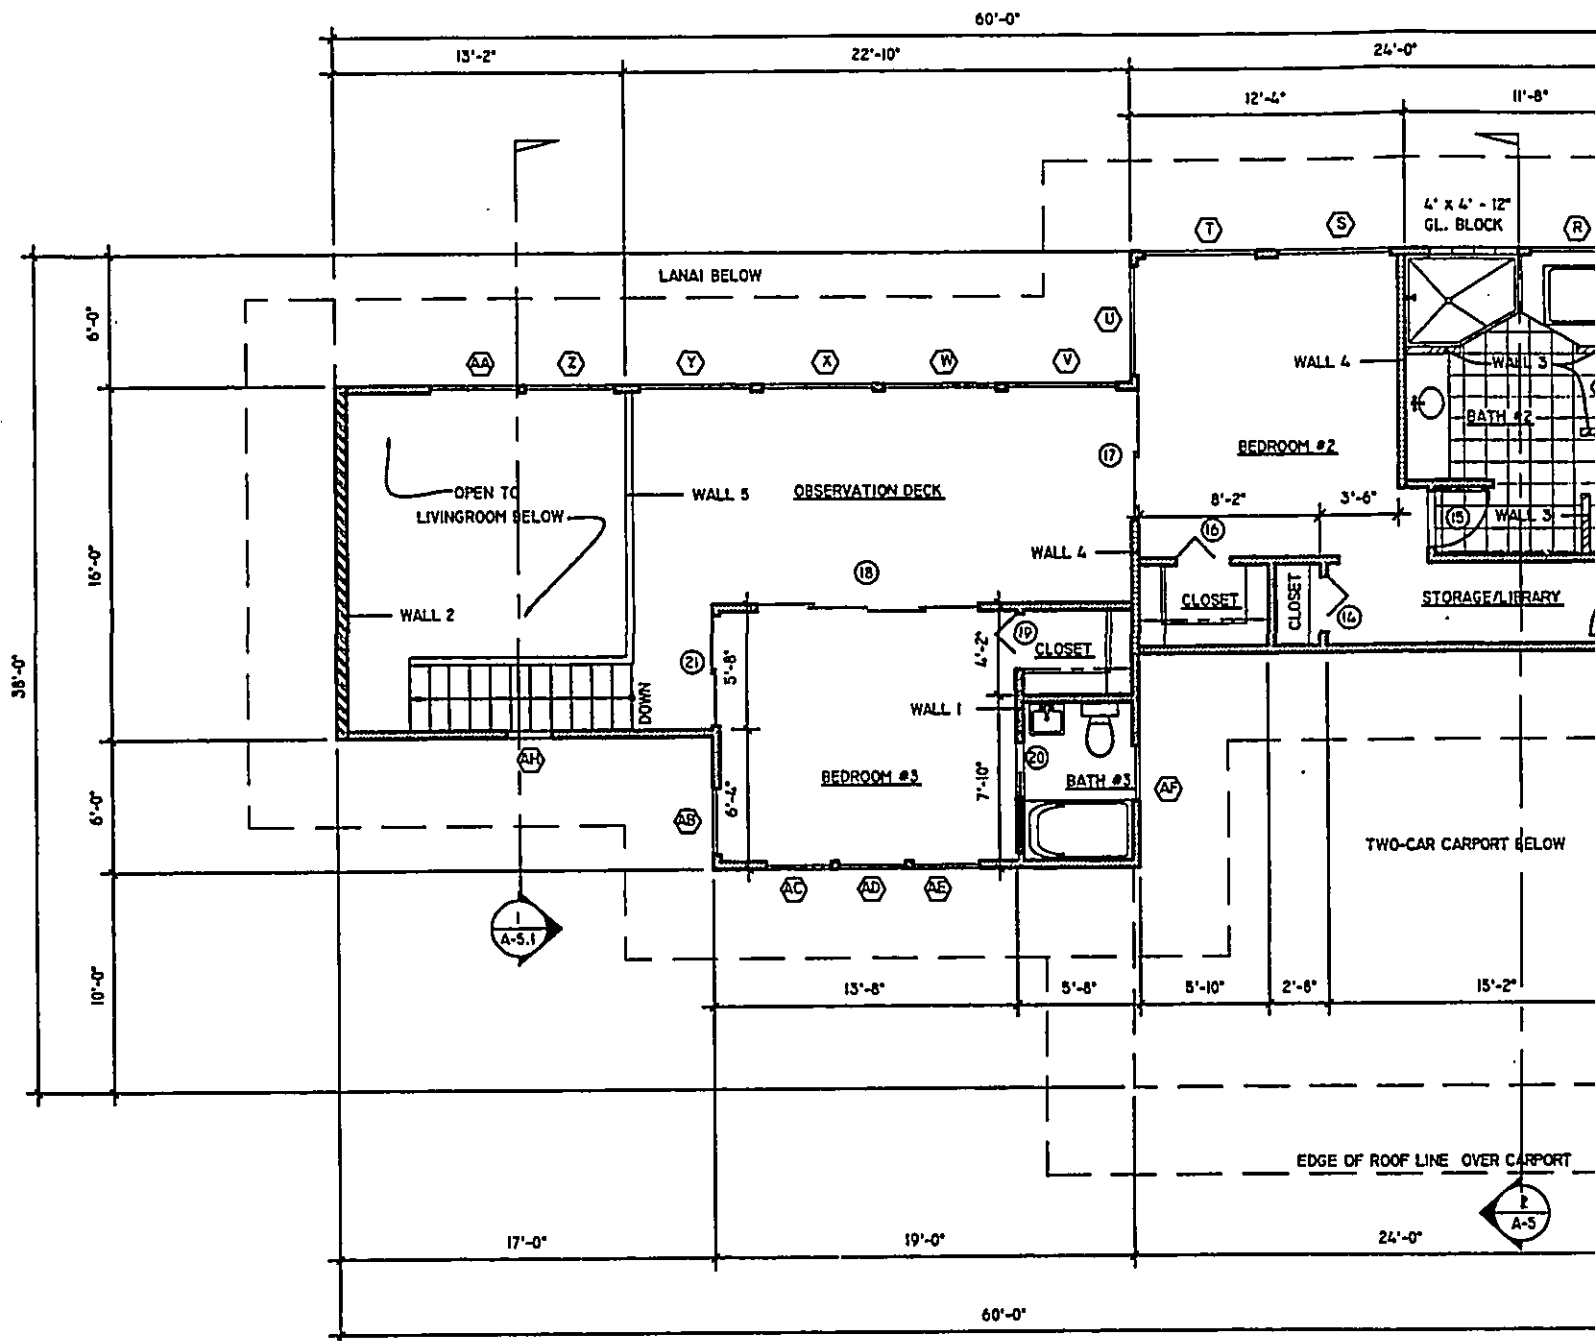 60'-0"
13'-2"
22'-10"
24'-0"
12'-4"
11'-8"
4' x 4' - 12"
GL. BLOCK
T
S
R
LANAI BELOW
6'-0"
U
AA
Z
Y
X
W
V
WALL 4
WALL 3
BATH #2
BEDROOM #2
17
OPEN TO
LIVINGROOM BELOW
WALL 5
OBSERVATION DECK
8'-2"
3'-6"
15
WALL 3
16
WALL 4
16'-0"
18
CLOSET
CLOSET
14
STORAGE/LIBRARY
WALL 2
19
CLOSET
4'-2"
21
5'-8"
38'-0"
DOWN
WALL 1
AH
20
BATH #3
BEDROOM #3
7'-10"
6'-4"
AF
AB
6'-0"
TWO-CAR CARPORT BELOW
AC
AD
AE
A-5.1
10'-0"
13'-8"
5'-8"
2'-8"
15'-2"
EDGE OF ROOF LINE OVER CARPORT
A-5
17'-0"
19'-0"
24'-0"
60'-0"